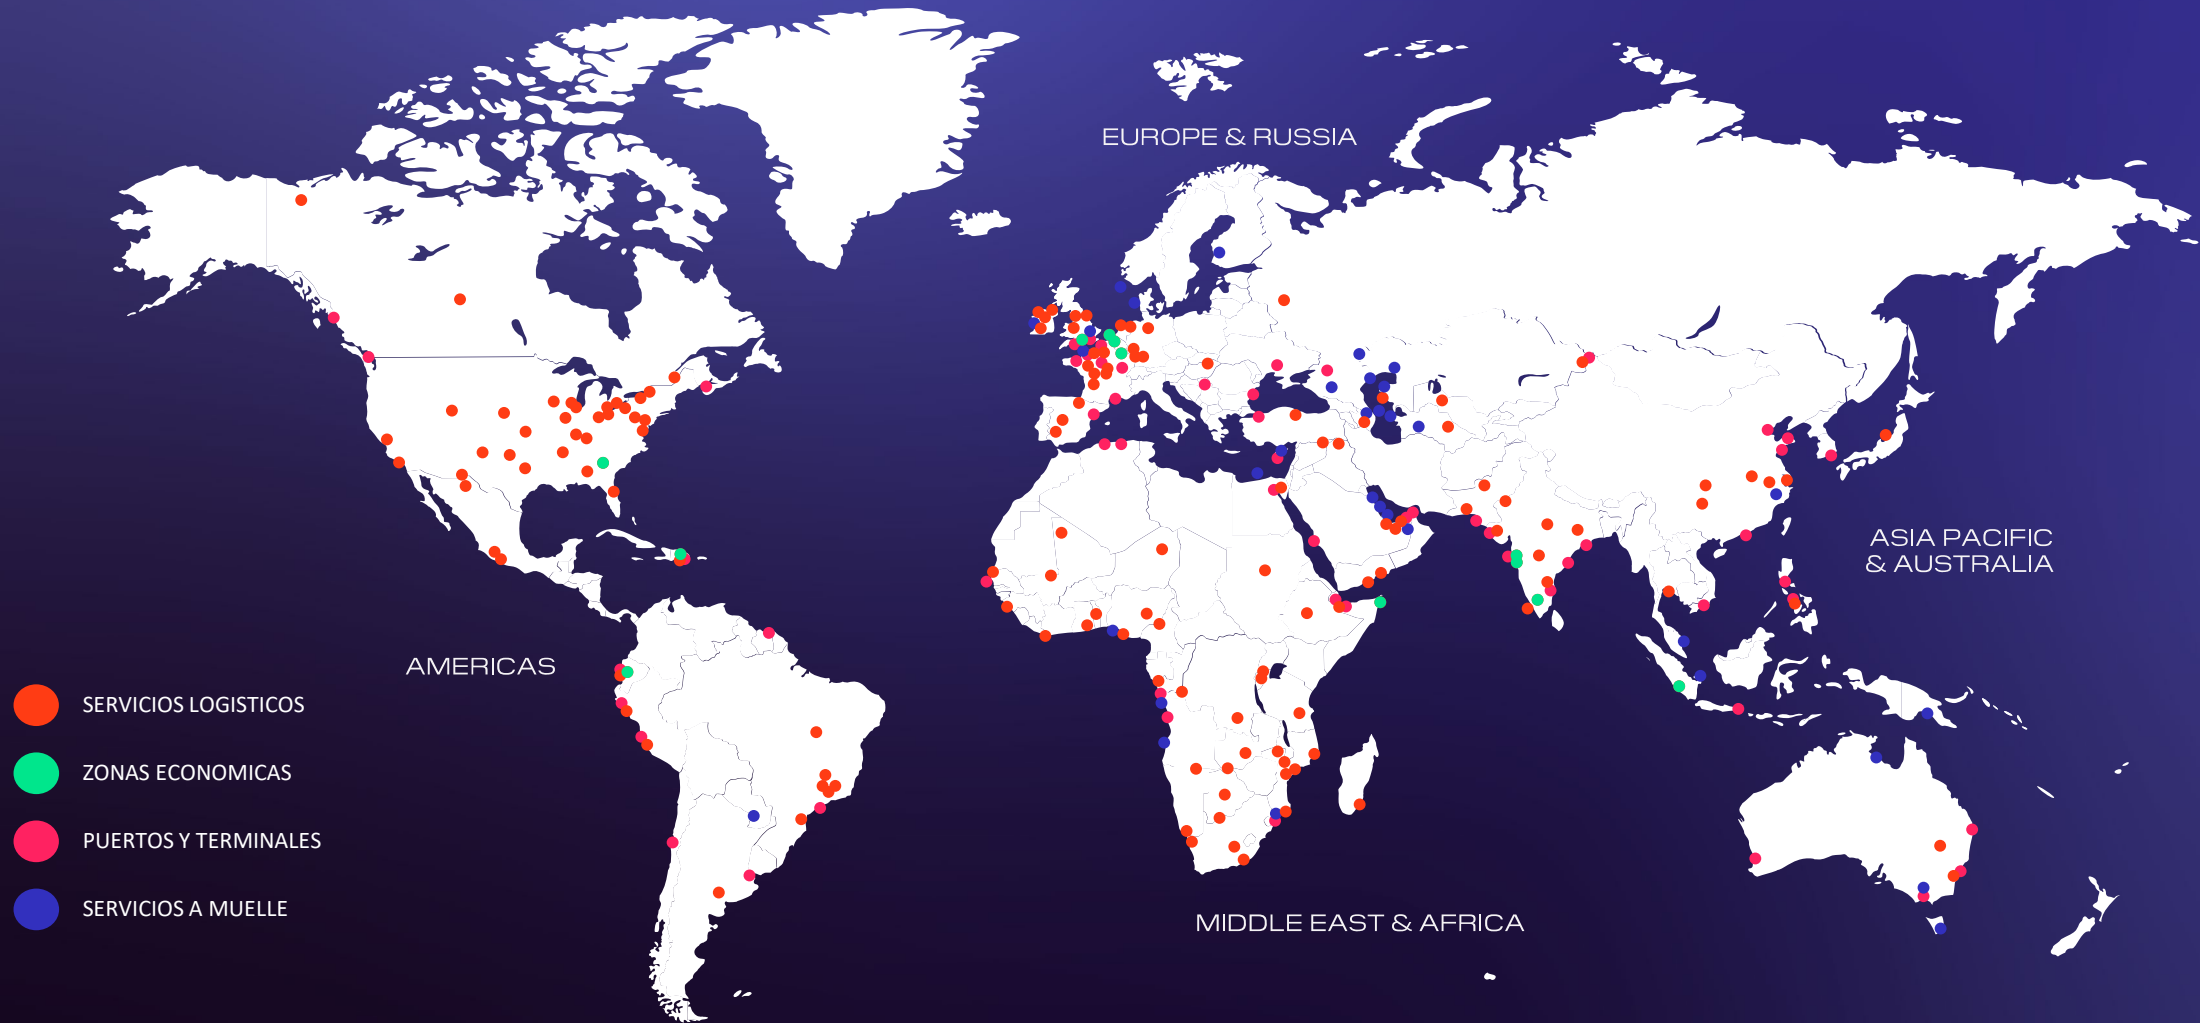 EUROPE & RUSSIA
ASIA PACIFIC
& AUSTRALIA
AMERICAS
SERVICIOS LOGISTICOS
ZONAS ECONOMICAS
PUERTOS Y TERMINALES
SERVICIOS A MUELLE
MIDDLE EAST & AFRICA